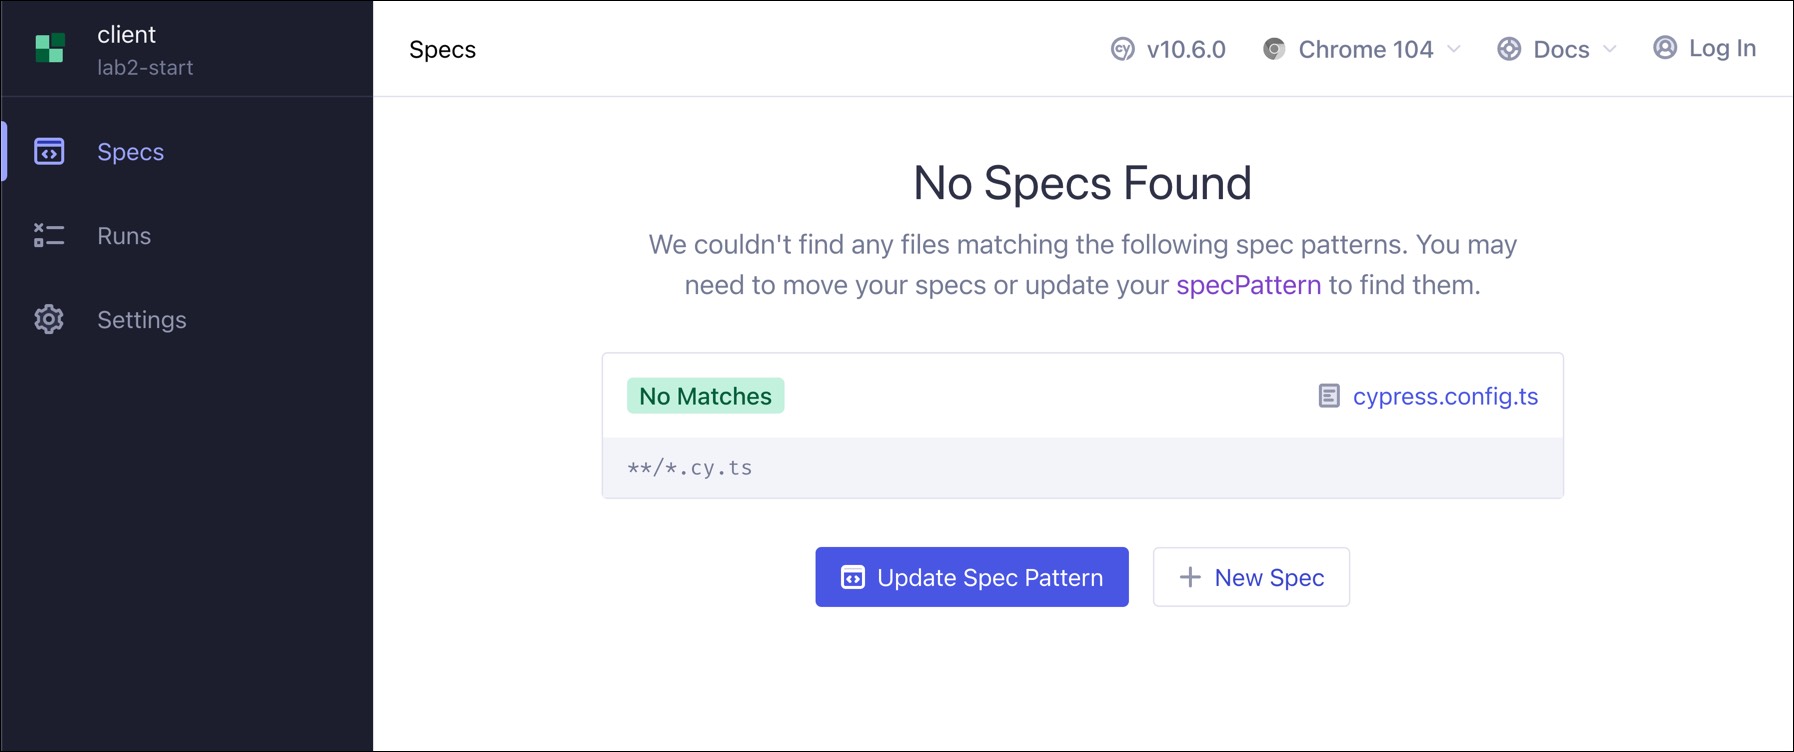 client
lab2-start
Specs
Runs
Settings
Specs
v10.6.0
Chrome 104
Docs
Log In
No Specs Found
We couldn't find any files matching the following spec patterns. You may
need to move your specs or update your specPattern to find them.
No Matches
cypress.config.ts
**/*.cy.ts
Update Spec Pattern
New Spec